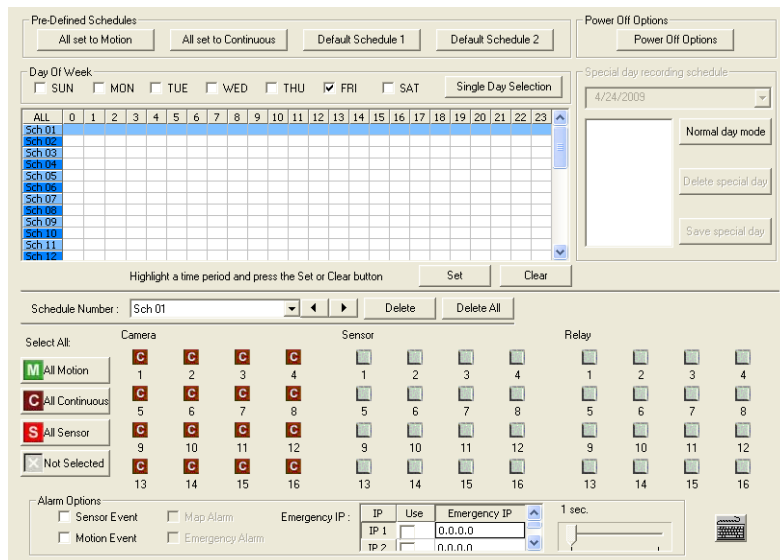 Pre-Defined Schedules
All set to Motion All set to Continuous Default Schedule 1 Default Schedule 2
Power Off Options
Power Off Options
Day Of Week
SUN MON TUE WED THU FRI SAT Single Day Selection
Special day recording schedule
4/24/2009
ALL 0 1 2 3 4 5 6 7 8 9 10 11 12 13 14 15 16 17 18 19 20 21 22 23
Sch 01
Sch 02
Sch 03
Sch 04
Sch 05
Sch 06
Sch 07
Sch 08
Sch 09
Sch 10
Sch 11
Sch 12
Normal day mode
Delete special day
Save special day
Highlight a time period and press the Set or Clear button Set Clear
Schedule Number : Sch 01 Delete Delete All
Select All:
M All Motion
C All Continuous
S All Sensor
Not Selected
Camera
C C C C
1 2 3 4
C C C C
5 6 7 8
C C C C
9 10 11 12
C C C C
13 14 15 16
Sensor
1 2 3 4
5 6 7 8
9 10 11 12
13 14 15 16
Relay
1 2 3 4
5 6 7 8
9 10 11 12
13 14 15 16
Alarm Options
Sensor Event Map Alarm
Motion Event Emergency Alarm
Emergency IP :
IP Use Emergency IP
IP 1 0.0.0.0
IP 2 0.0.0.0
1 sec.